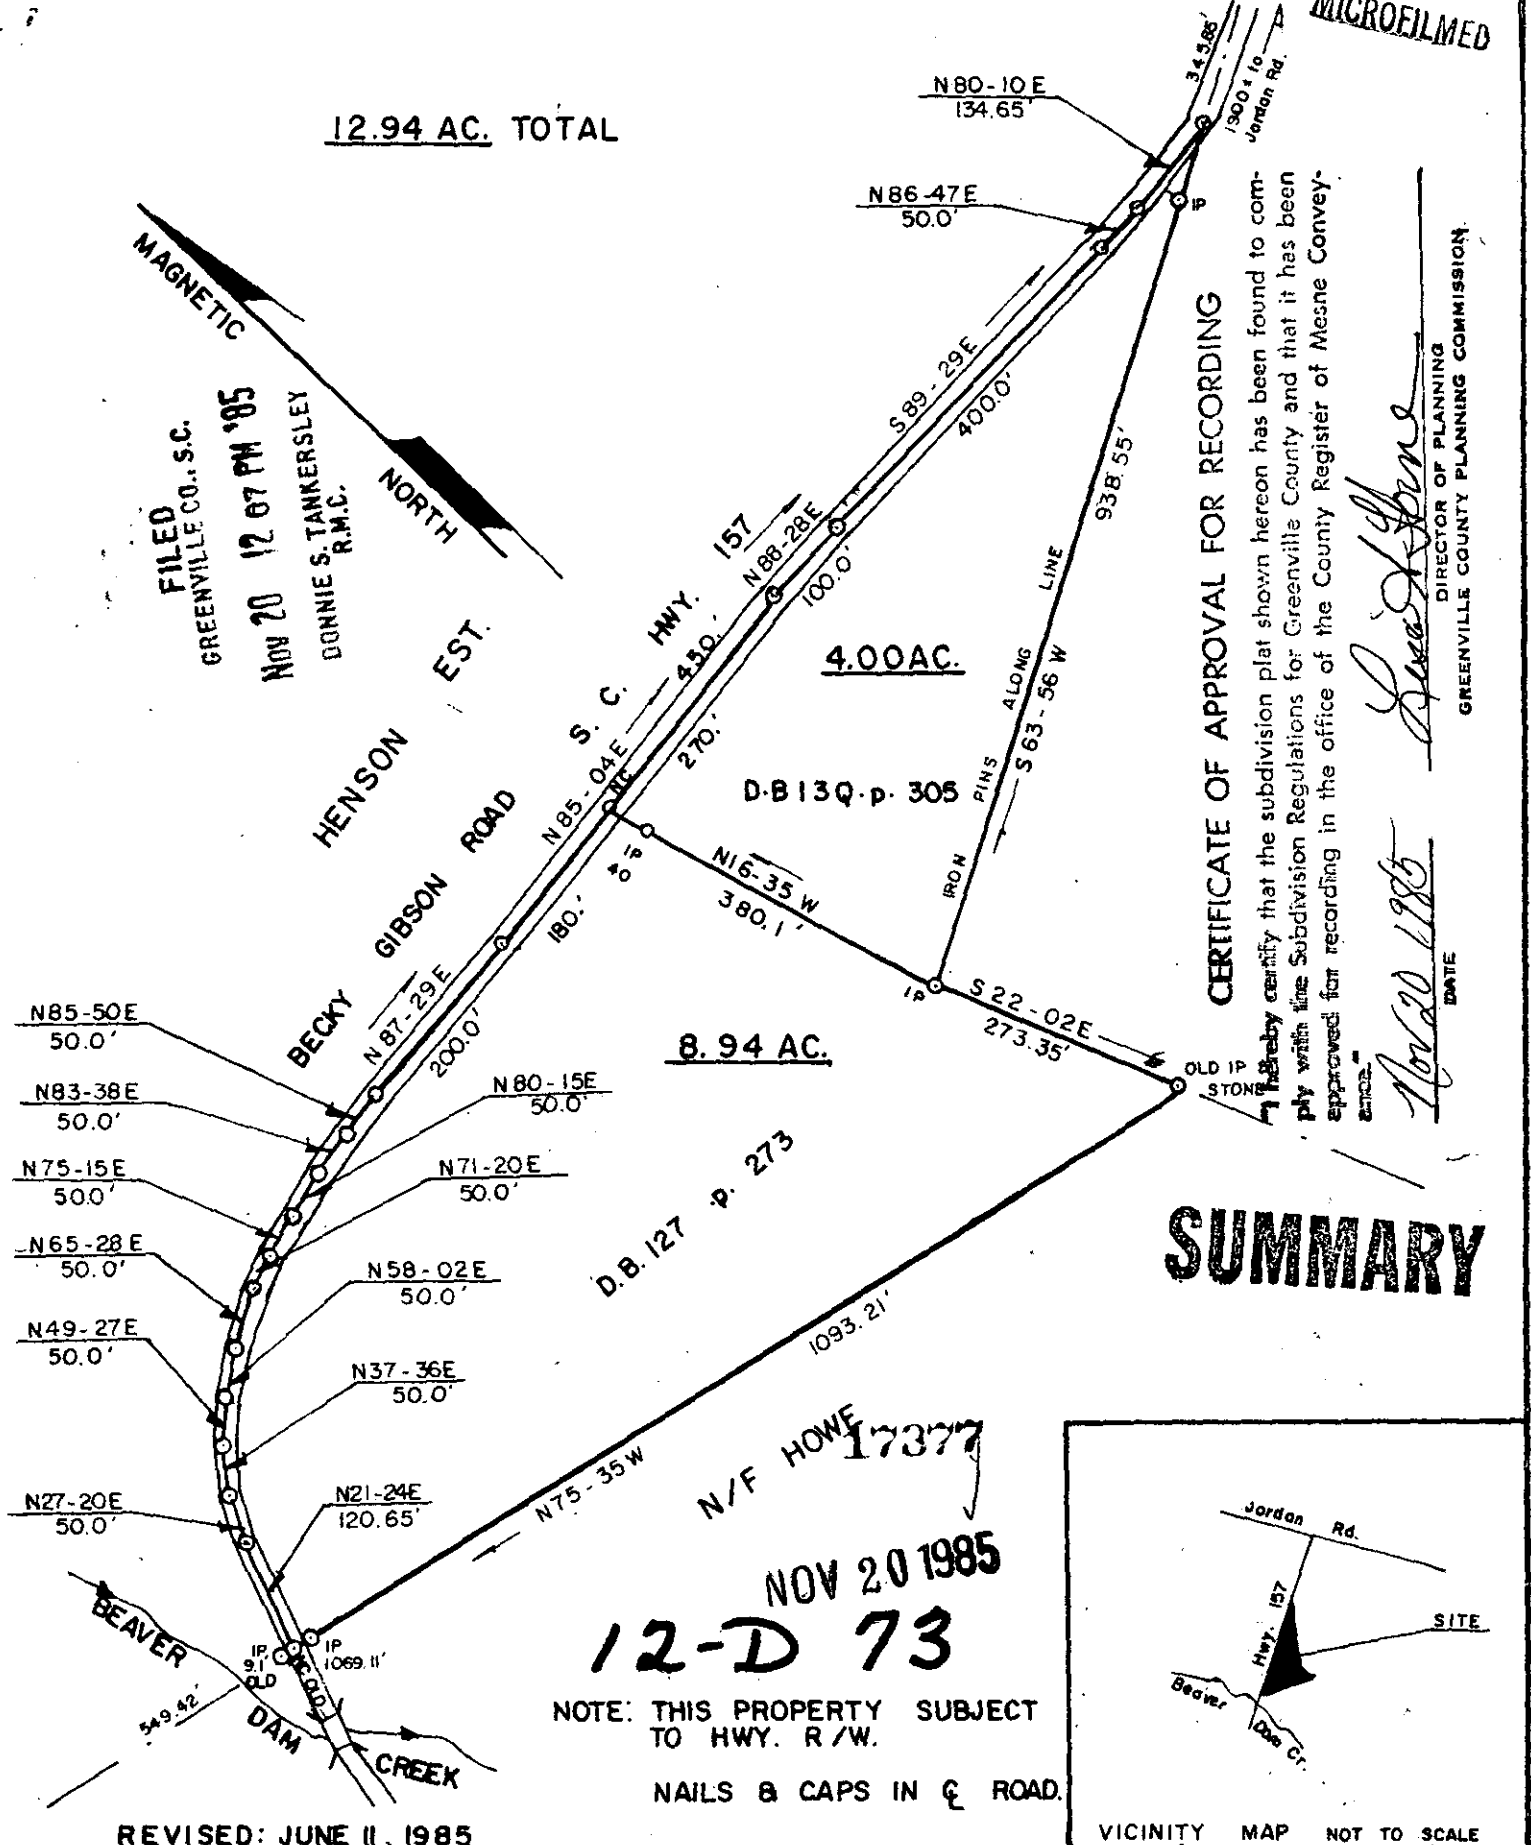 MICROFILMED
345.85'
1900± to
Jordan Rd.
N80-10E
134.65'
12.94 AC. TOTAL
N86-47E
50.0'
IP
MAGNETIC
NORTH
FILED
GREENVILLE CO., S.C.
NOV 20 12 07 PM '85
DONNIE S. TANKERSLEY
R.M.C.
S89-29E
400.0'
938.55'
IRON PINS ALONG LINE
S63-56W
N88-28E
100.0'
HENSON EST.
BECKY GIBSON ROAD S. C. HWY. 157
450.'
270.'
4.00AC.
D.B 13Q.p. 305
N85-04E
N.C.
IP
40
180.'
N16-35W
380.1'
IP
S22-02E
273.35'
OLD IP
STONE
N87-29E
200.0'
8.94 AC.
N85-50E
50.0'
N83-38E
50.0'
N80-15E
50.0'
N75-15E
50.0'
N71-20E
50.0'
N65-28E
50.0'
N58-02E
50.0'
N49-27E
50.0'
N37-36E
50.0'
N27-20E
50.0'
N21-24E
120.65'
D.B. 127 p. 273
1093.21'
N75-35W
N/F HOWE
17377
CERTIFICATE OF APPROVAL FOR RECORDING
"I hereby certify that the subdivision plat shown hereon has been found to com-
ply with the Subdivision Regulations for Greenville County and that it has been
approved for recording in the office of the County Register of Mesne Convey-
ance."
DIRECTOR OF PLANNING
GREENVILLE COUNTY PLANNING COMMISSION
Nov 20 1985
DATE
SUMMARY
NOV 20 1985
12-D 73
BEAVER DAM CREEK
IP
9.1'
OLD
NC OLD
IP
1069.11'
549.42'
NOTE: THIS PROPERTY SUBJECT
TO HWY. R/W.
NAILS & CAPS IN ℄ ROAD.
REVISED: JUNE 11, 1985
Jordan Rd.
Hwy. 157
SITE
Beaver Dam Cr.
VICINITY MAP NOT TO SCALE